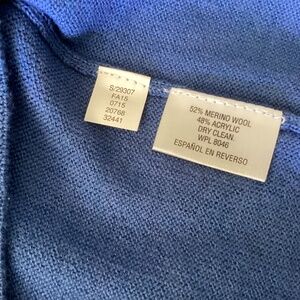 S/29307
FA15
0715
20768
32441
52% MERINO WOOL
48% ACRYLIC
DRY CLEAN
WPL 8046
ESPAÑOL EN REVERSO